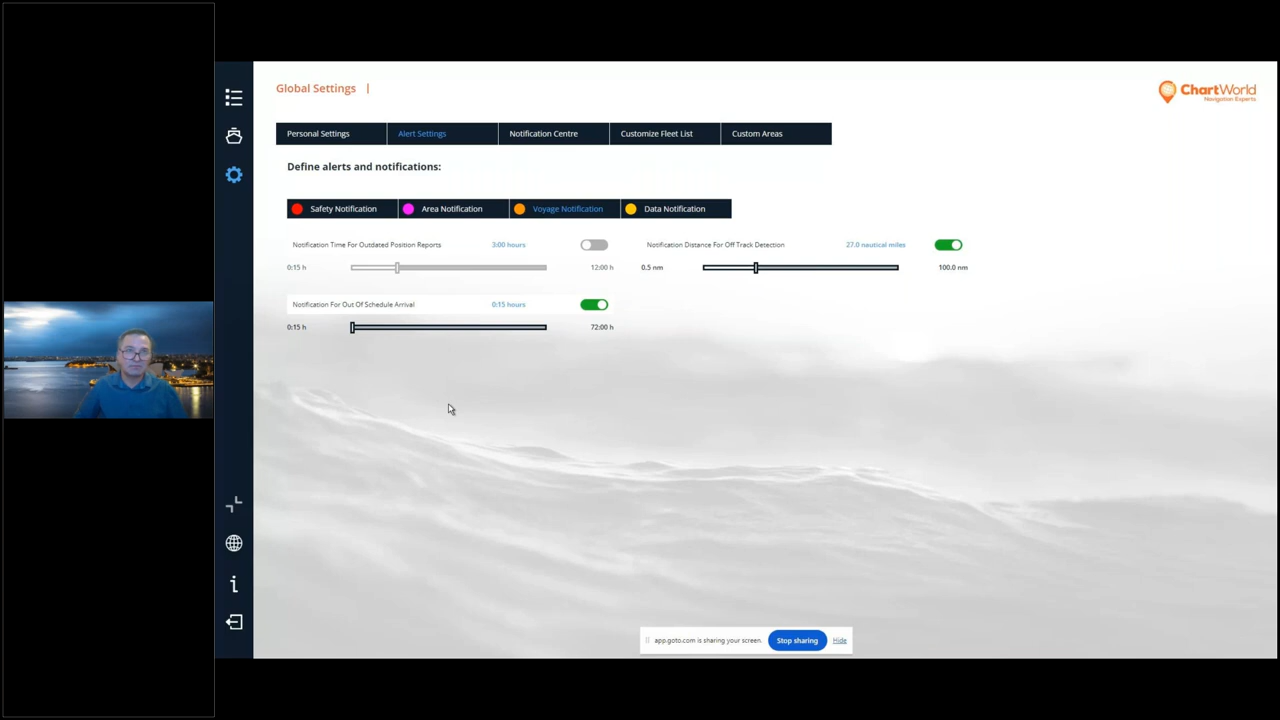 Global Settings |
ChartWorld
Navigation Experts
Personal Settings
Alert Settings
Notification Centre
Customize Fleet List
Custom Areas
Define alerts and notifications:
Safety Notification
Area Notification
Voyage Notification
Data Notification
Notification Time For Outdated Position Reports
3:00 hours
0:15 h
12:00 h
Notification Distance For Off Track Detection
27.0 nautical miles
0.5 nm
100.0 nm
Notification For Out Of Schedule Arrival
0:15 hours
0:15 h
72:00 h
app.goto.com is sharing your screen.
Stop sharing
Hide